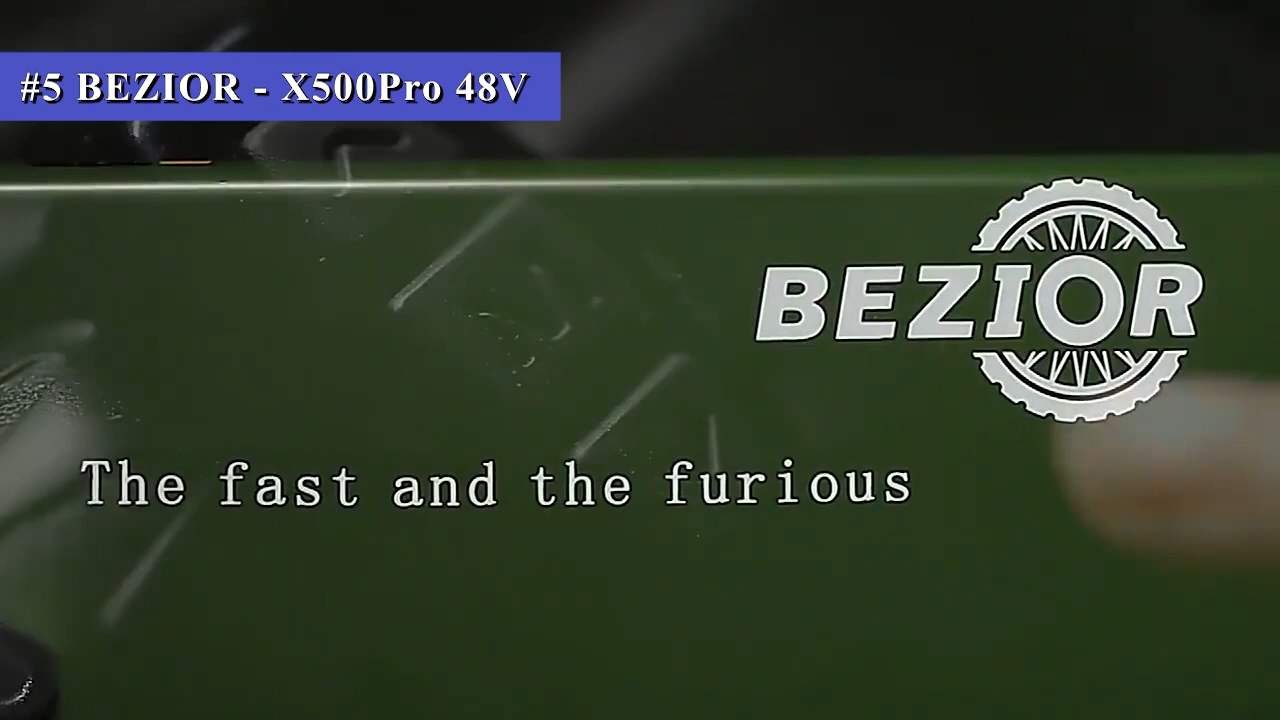 #5 BEZIOR - X500Pro 48V
BEZIOR
The fast and the furious